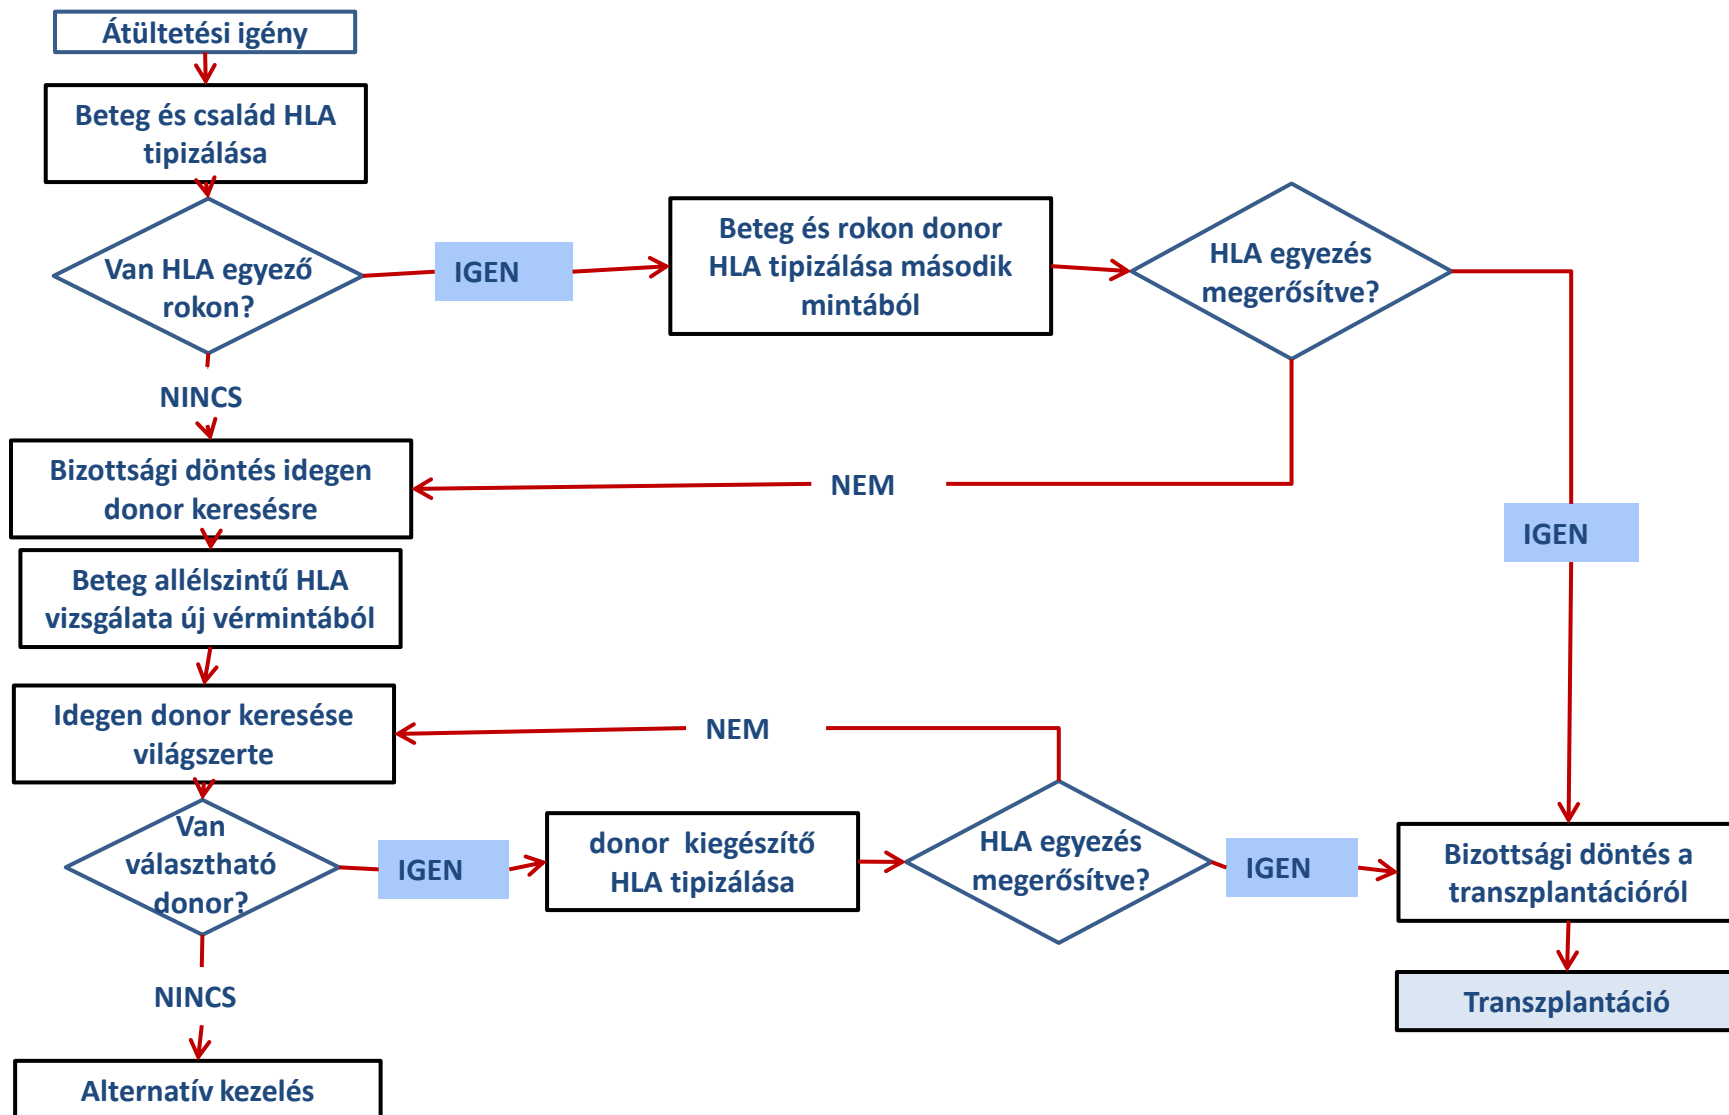 Átültetési igény
Beteg és család HLA
tipizálása
Van HLA egyező
rokon?
IGEN
Beteg és rokon donor
HLA tipizálása második
mintából
HLA egyezés
megerősítve?
NINCS
Bizottsági döntés idegen
donor keresésre
NEM
IGEN
Beteg allélszintű HLA
vizsgálata új vérmintából
Idegen donor keresése
világszerte
NEM
Van
választható
donor?
IGEN
donor kiegészítő
HLA tipizálása
HLA egyezés
megerősítve?
IGEN
Bizottsági döntés a
transzplantációról
NINCS
Transzplantáció
Alternatív kezelés